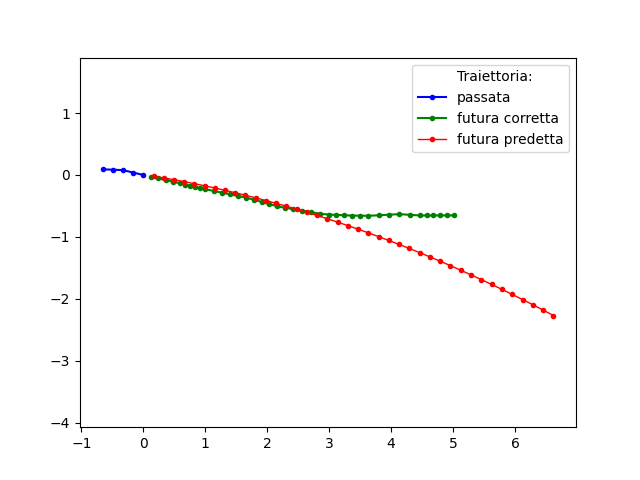 Traiettoria:
passata
futura corretta
futura predetta
1
0
−1
−2
−3
−4
−1 0 1 2 3 4 5 6